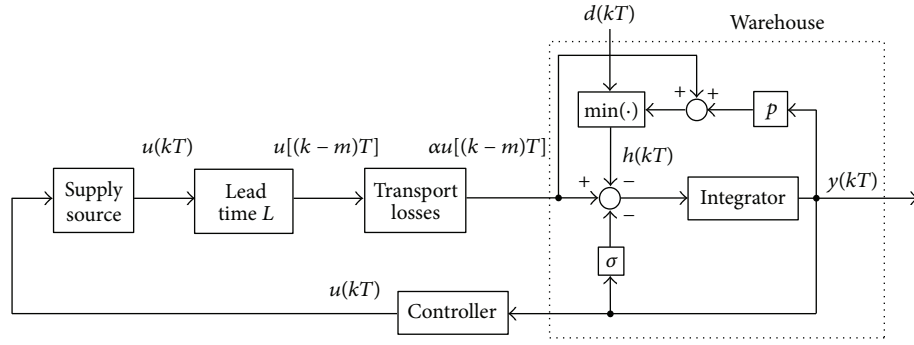 d(kT)
Warehouse
+ +
min(·)
p
u(kT)
u[(k − m)T]
αu[(k − m)T]
h(kT)
Supply
source
Lead
time L
Transport
losses
+
−
−
Integrator
y(kT)
σ
u(kT)
Controller